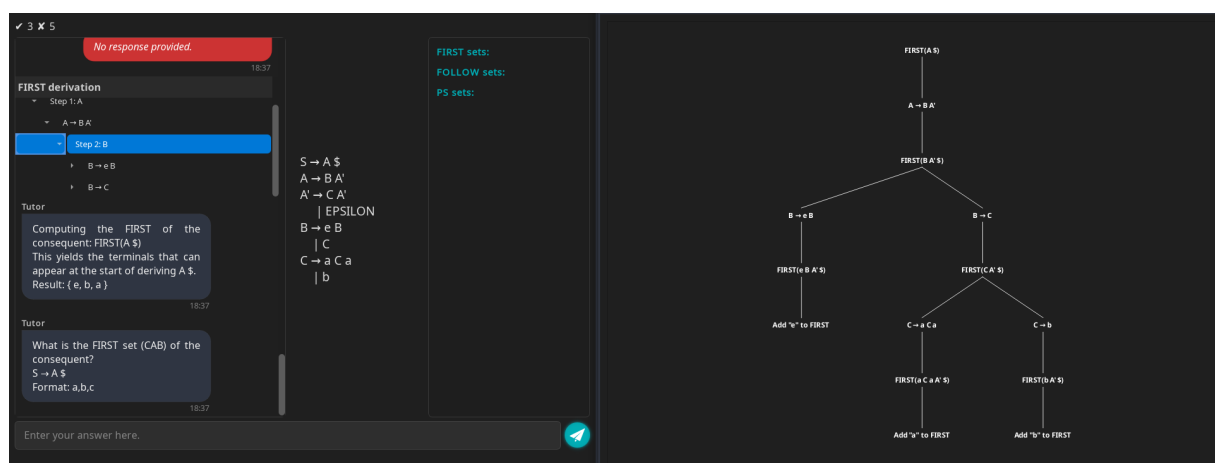 ✔ 3 ✘ 5
No response provided.
18:37
FIRST derivation
Step 1: A
A → B A'
Step 2: B
B → e B
B → C
Tutor
Computing the FIRST of the
consequent: FIRST(A $)
This yields the terminals that can
appear at the start of deriving A $.
Result: { e, b, a }
18:37
Tutor
What is the FIRST set (CAB) of the
consequent?
S → A $
Format: a,b,c
18:37
Enter your answer here.
S → A $
A → B A'
A' → C A'
| EPSILON
B → e B
| C
C → a C a
| b
FIRST sets:
FOLLOW sets:
PS sets:
FIRST(A $)
A → B A'
FIRST(B A' $)
B → e B
B → C
FIRST(e B A' $)
FIRST(C A' $)
Add "e" to FIRST
C → a C a
C → b
FIRST(a C a A' $)
FIRST(b A' $)
Add "a" to FIRST
Add "b" to FIRST